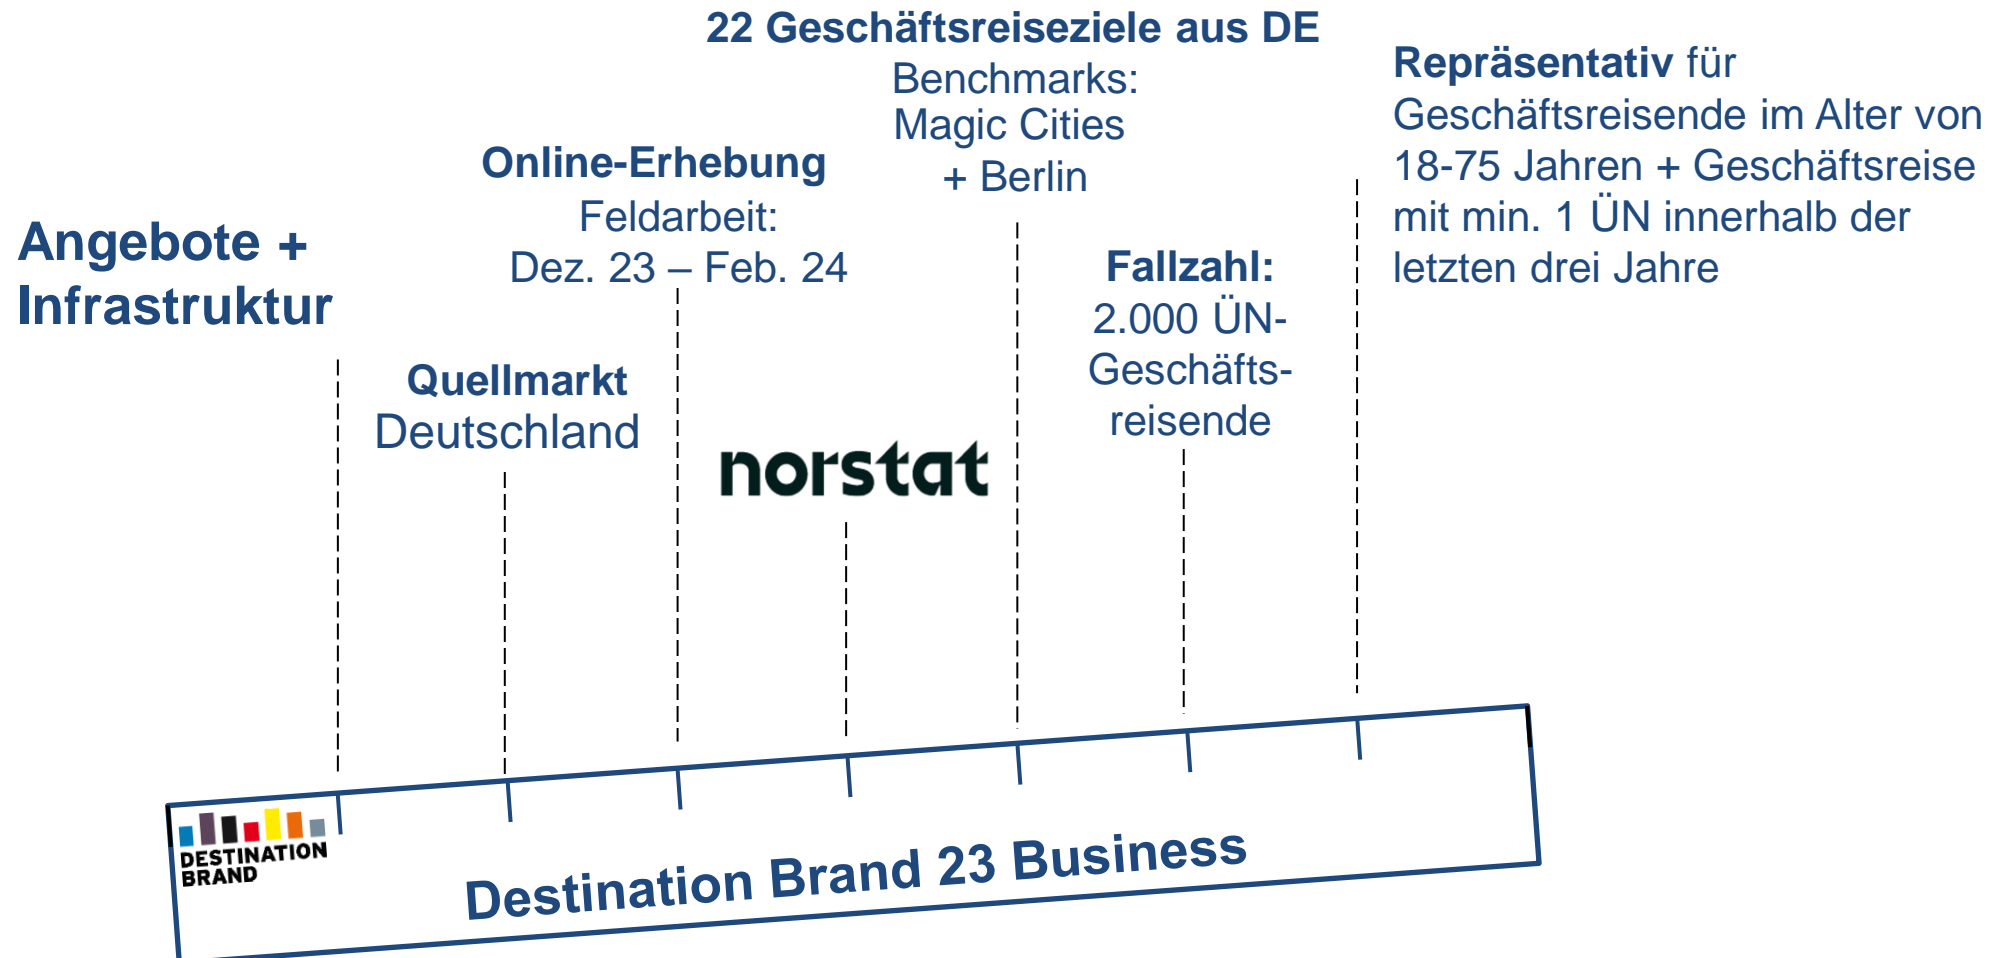 Angebote +
Infrastruktur
Quellmarkt
Deutschland
Online-Erhebung
Feldarbeit:
Dez. 23 – Feb. 24
norstat
22 Geschäftsreiseziele aus DE
Benchmarks:
Magic Cities
+ Berlin
Fallzahl:
2.000 ÜN-
Geschäfts-
reisende
Repräsentativ für
Geschäftsreisende im Alter von
18-75 Jahren + Geschäftsreise
mit min. 1 ÜN innerhalb der
letzten drei Jahre
DESTINATION
BRAND
Destination Brand 23 Business